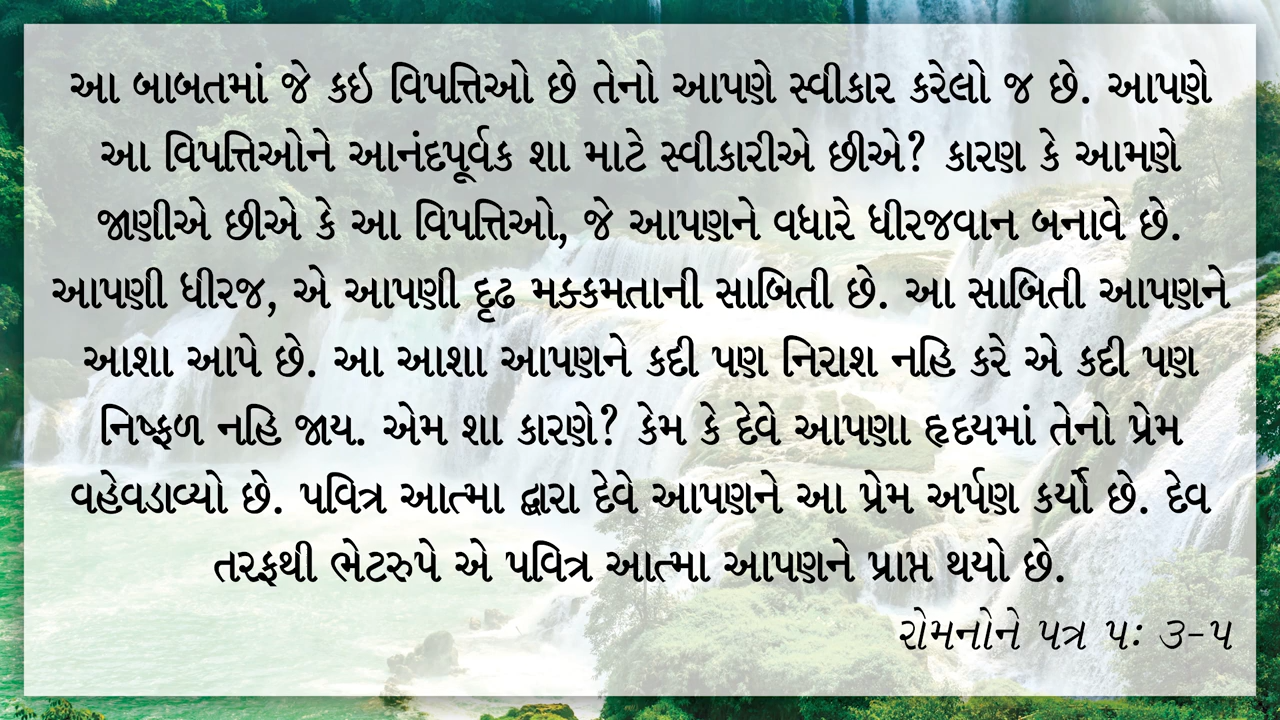 આ બાબતમાં જે કઇ વિપત્તિઓ છે તેનો આપણે સ્વીકાર કરેલો જ છે. આપણે
આ વિપત્તિઓને આનંદપૂર્વક શા માટે સ્વીકારીએ છીએ? કારણ કે આમણે
જાણીએ છીએ કે આ વિપત્તિઓ, જે આપણને વધારે ધીરજવાન બનાવે છે.
આપણી ધીરજ, એ આપણી દૃઢ મક્કમતાની સાબિતી છે. આ સાબિતી આપણને
આશા આપે છે. આ આશા આપણને કદી પણ નિરાશ નહિ કરે એ કદી પણ
નિષ્ફળ નહિ જાય. એમ શા કારણે? કેમ કે દેવે આપણા હૃદયમાં તેનો પ્રેમ
વહેવડાવ્યો છે. પવિત્ર આત્મા દ્વારા દેવે આપણને આ પ્રેમ અર્પણ કર્યો છે. દેવ
તરફથી ભેટરુપે એ પવિત્ર આત્મા આપણને પ્રાપ્ત થયો છે.
રોમનોને પત્ર ૫: ૩-૫